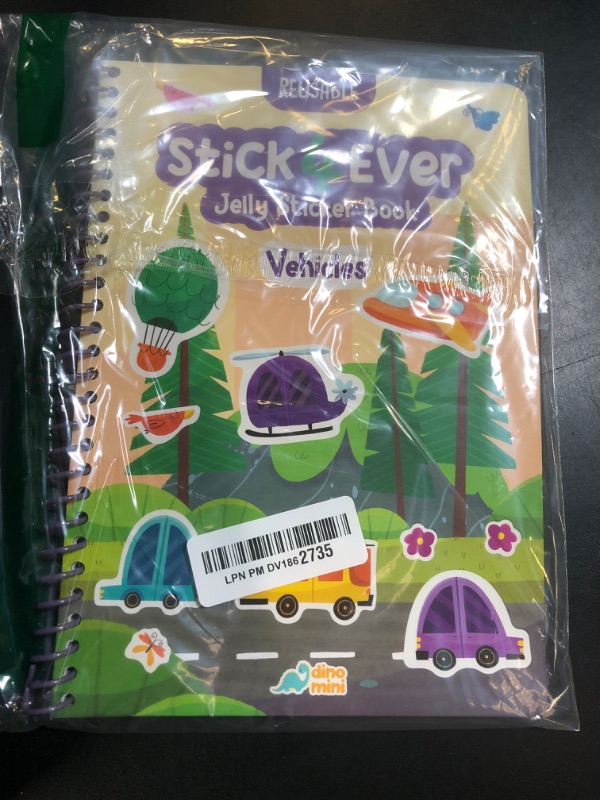 REUSABLE
Stick Ever
Jelly Sticker Book
Vehicles
LPN PM DV1862735
dino
mini